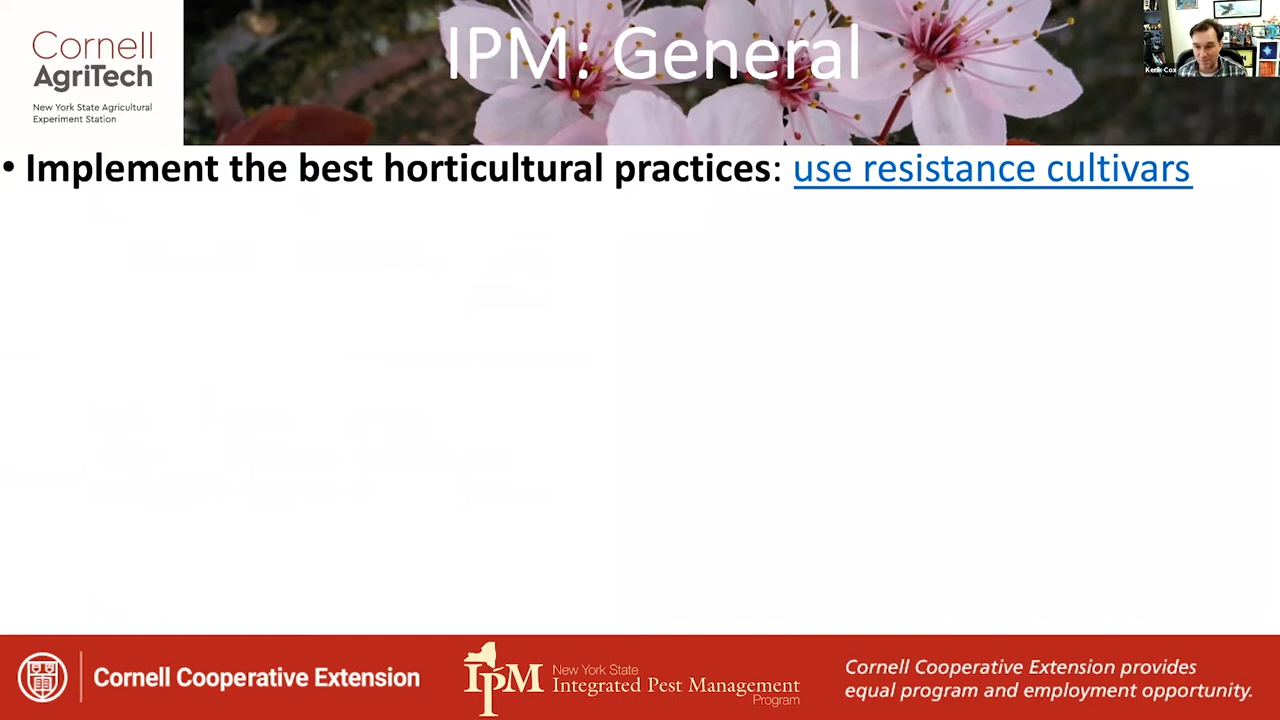 Cornell
AgriTech
New York State Agricultural
Experiment Station
IPM: General
Kerik Cox
• Implement the best horticultural practices: use resistance cultivars
Cornell Cooperative Extension
IPM
New York State
Integrated Pest Management
Program
Cornell Cooperative Extension provides
equal program and employment opportunity.